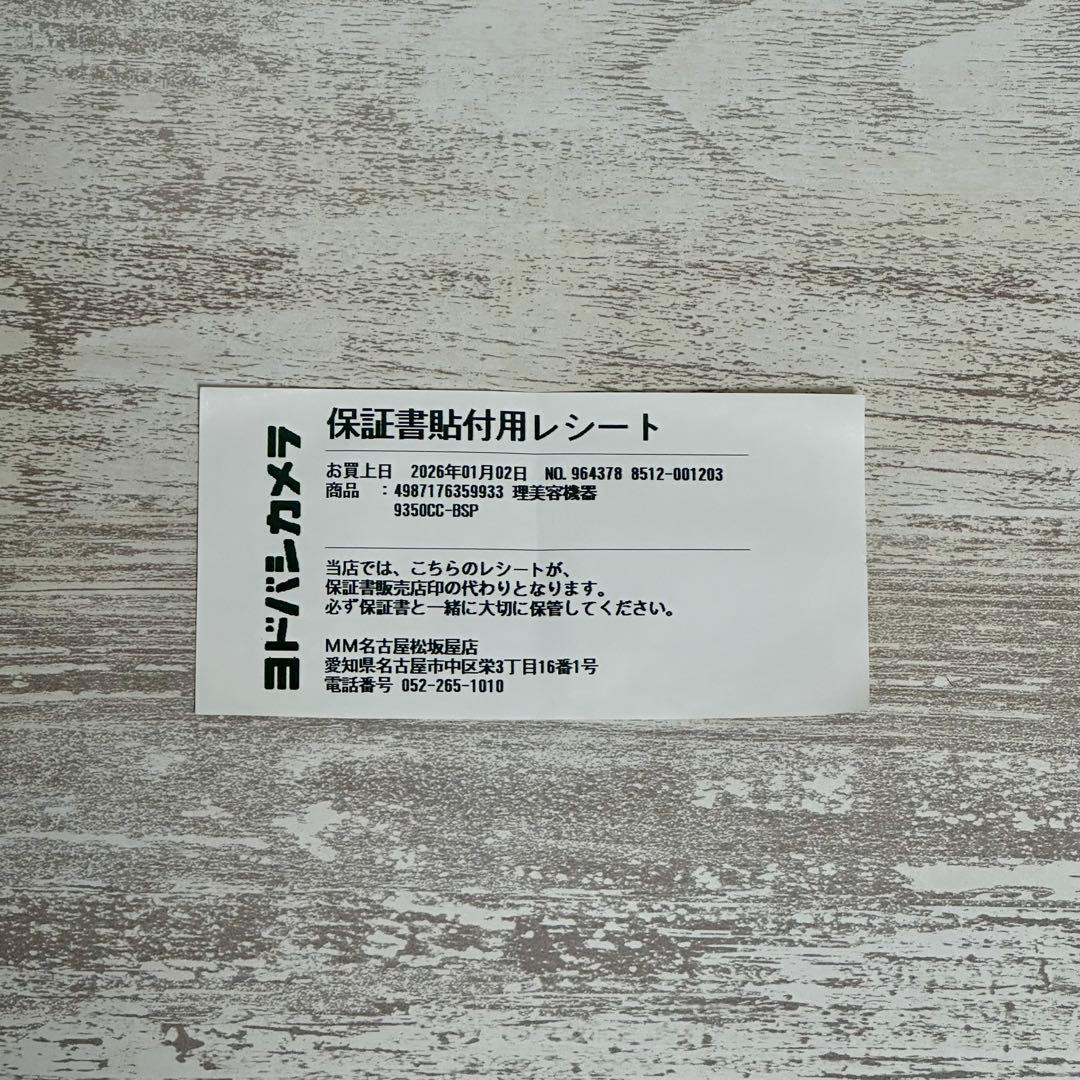 ヨドバシカメラ
保証書貼付用レシート
お買上日 2026年01月02日 NO. 964378 8512-001203
商品 :4987176359933 理美容機器
9350CC-BSP
当店では、こちらのレシートが、
保証書販売店印の代わりとなります。
必ず保証書と一緒に大切に保管してください。
MM名古屋松坂屋店
愛知県名古屋市中区栄3丁目16番1号
電話番号 052-265-1010